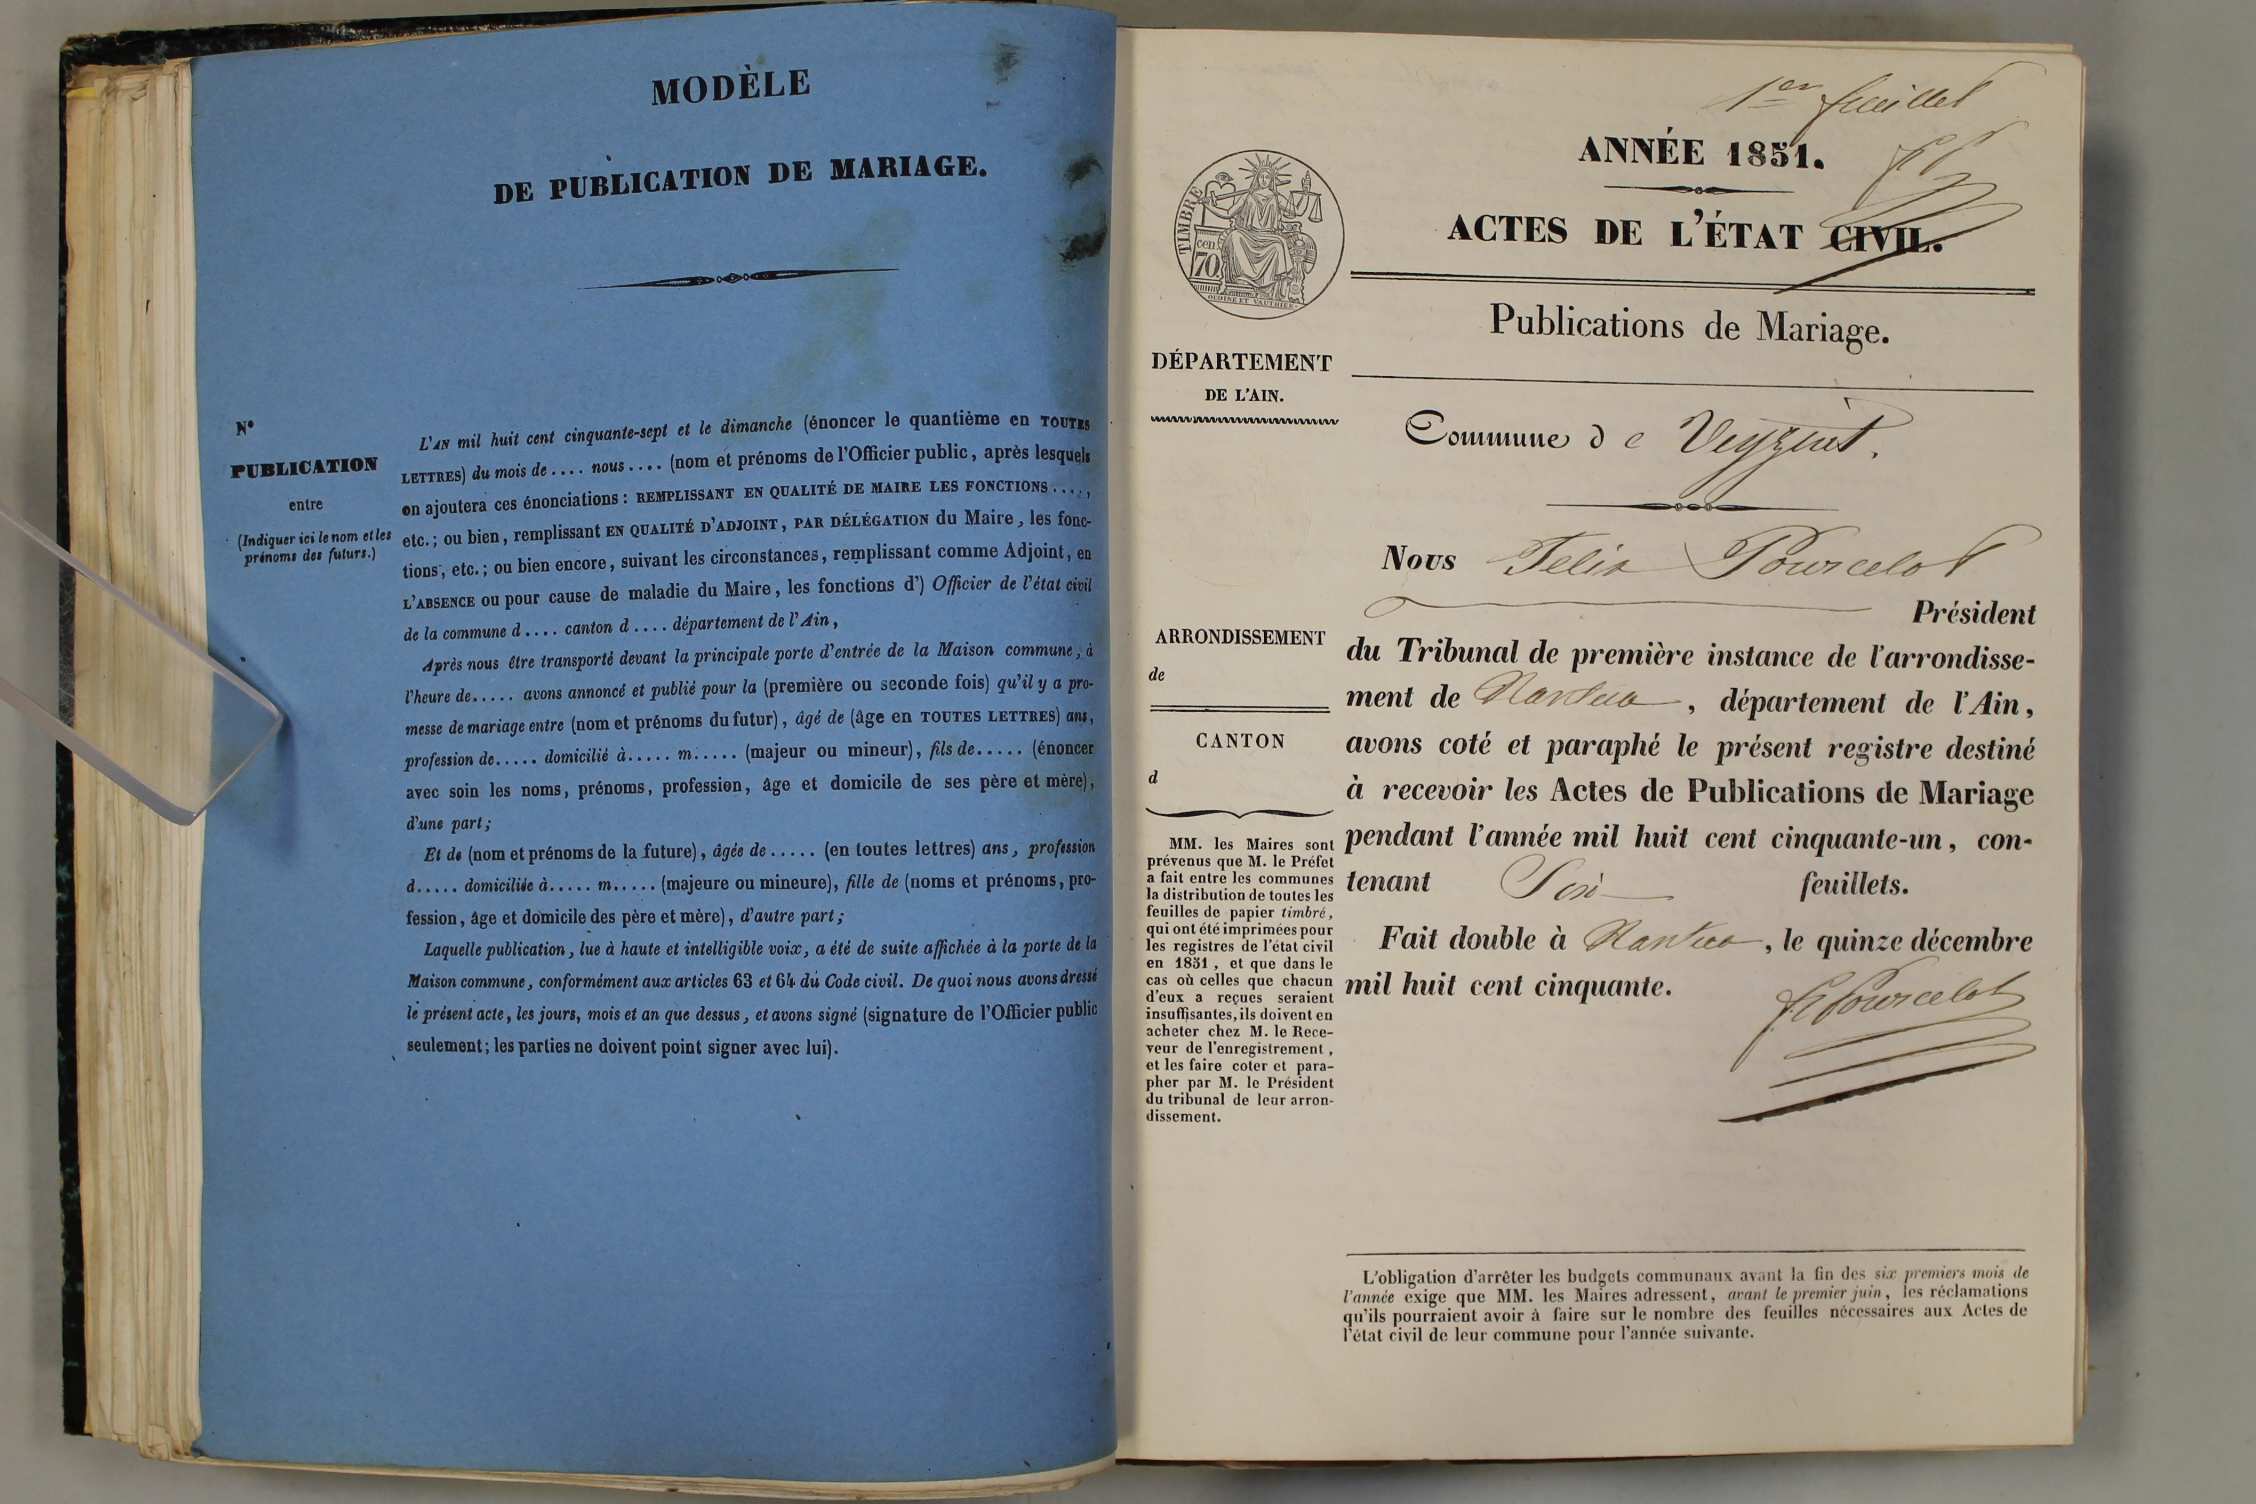 MODÈLE
DE PUBLICATION DE MARIAGE.
N°
PUBLICATION
entre
(Indiquer ici le nom et les
prénoms des futurs.)
L'AN mil huit cent cinquante-sept et le dimanche (énoncer le quantième en TOUTES
LETTRES) du mois de .... nous .... (nom et prénoms de l'Officier public, après lesquels
on ajoutera ces énonciations : REMPLISSANT EN QUALITÉ DE MAIRE LES FONCTIONS ....,
etc.; ou bien, remplissant EN QUALITÉ D'ADJOINT, PAR DÉLÉGATION du Maire, les fonc-
tions, etc.; ou bien encore, suivant les circonstances, remplissant comme Adjoint, en
L'ABSENCE ou pour cause de maladie du Maire, les fonctions d') Officier de l'état civil
de la commune d .... canton d .... département de l'Ain,
Après nous être transporté devant la principale porte d'entrée de la Maison commune, à
l'heure de..... avons annoncé et publié pour la (première ou seconde fois) qu'il y a pro-
messe de mariage entre (nom et prénoms du futur), âgé de (âge en TOUTES LETTRES) ans,
profession de..... domicilié à..... m..... (majeur ou mineur), fils de..... (énoncer
avec soin les noms, prénoms, profession, âge et domicile de ses père et mère),
d'une part;
Et de (nom et prénoms de la future), âgée de ..... (en toutes lettres) ans, profession
d..... domiciliée à..... m..... (majeure ou mineure), fille de (noms et prénoms, pro-
fession, âge et domicile des père et mère), d'autre part;
Laquelle publication, lue à haute et intelligible voix, a été de suite affichée à la porte de la
Maison commune, conformément aux articles 63 et 64 du Code civil. De quoi nous avons dressé
le présent acte, les jours, mois et an que dessus, et avons signé (signature de l'Officier public
seulement; les parties ne doivent point signer avec lui).
1er feuillet
ANNÉE 1851.
ACTES DE L'ÉTAT CIVIL.
TIMBRE
cen
70
OUDINE ET VAUTHIER
Publications de Mariage.
DÉPARTEMENT
DE L'AIN.
Commune de Veyziat.
Nous Felix Pourcelot
Président
ARRONDISSEMENT
de
CANTON
d
MM. les Maires sont
prévenus que M. le Préfet
a fait entre les communes
la distribution de toutes les
feuilles de papier timbré,
qui ont été imprimées pour
les registres de l'état civil
en 1851, et que dans le
cas où celles que chacun
d'eux a reçues seraient
insuffisantes, ils doivent en
acheter chez M. le Rece-
veur de l'enregistrement,
et les faire coter et para-
pher par M. le Président
du tribunal de leur arron-
dissement.
du Tribunal de première instance de l'arrondisse-
ment de Nantua, département de l'Ain,
avons coté et paraphé le présent registre destiné
à recevoir les Actes de Publications de Mariage
pendant l'année mil huit cent cinquante-un, con-
tenant Six feuillets.
Fait double à Nantua, le quinze décembre
mil huit cent cinquante.
F Pourcelot
L'obligation d'arrêter les budgets communaux avant la fin des six premiers mois de
l'année exige que MM. les Maires adressent, avant le premier juin, les réclamations
qu'ils pourraient avoir à faire sur le nombre des feuilles nécessaires aux Actes de
l'état civil de leur commune pour l'année suivante.